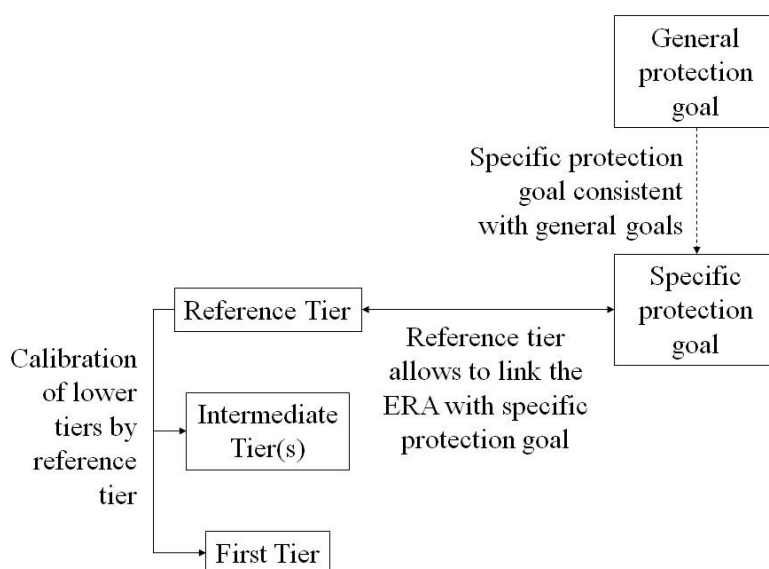 General
protection
goal
Specific protection
goal consistent
with general goals
Specific
protection
goal
Reference Tier
Reference tier
allows to link the
ERA with specific
protection goal
Calibration
of lower
tiers by
reference
tier
Intermediate
Tier(s)
First Tier